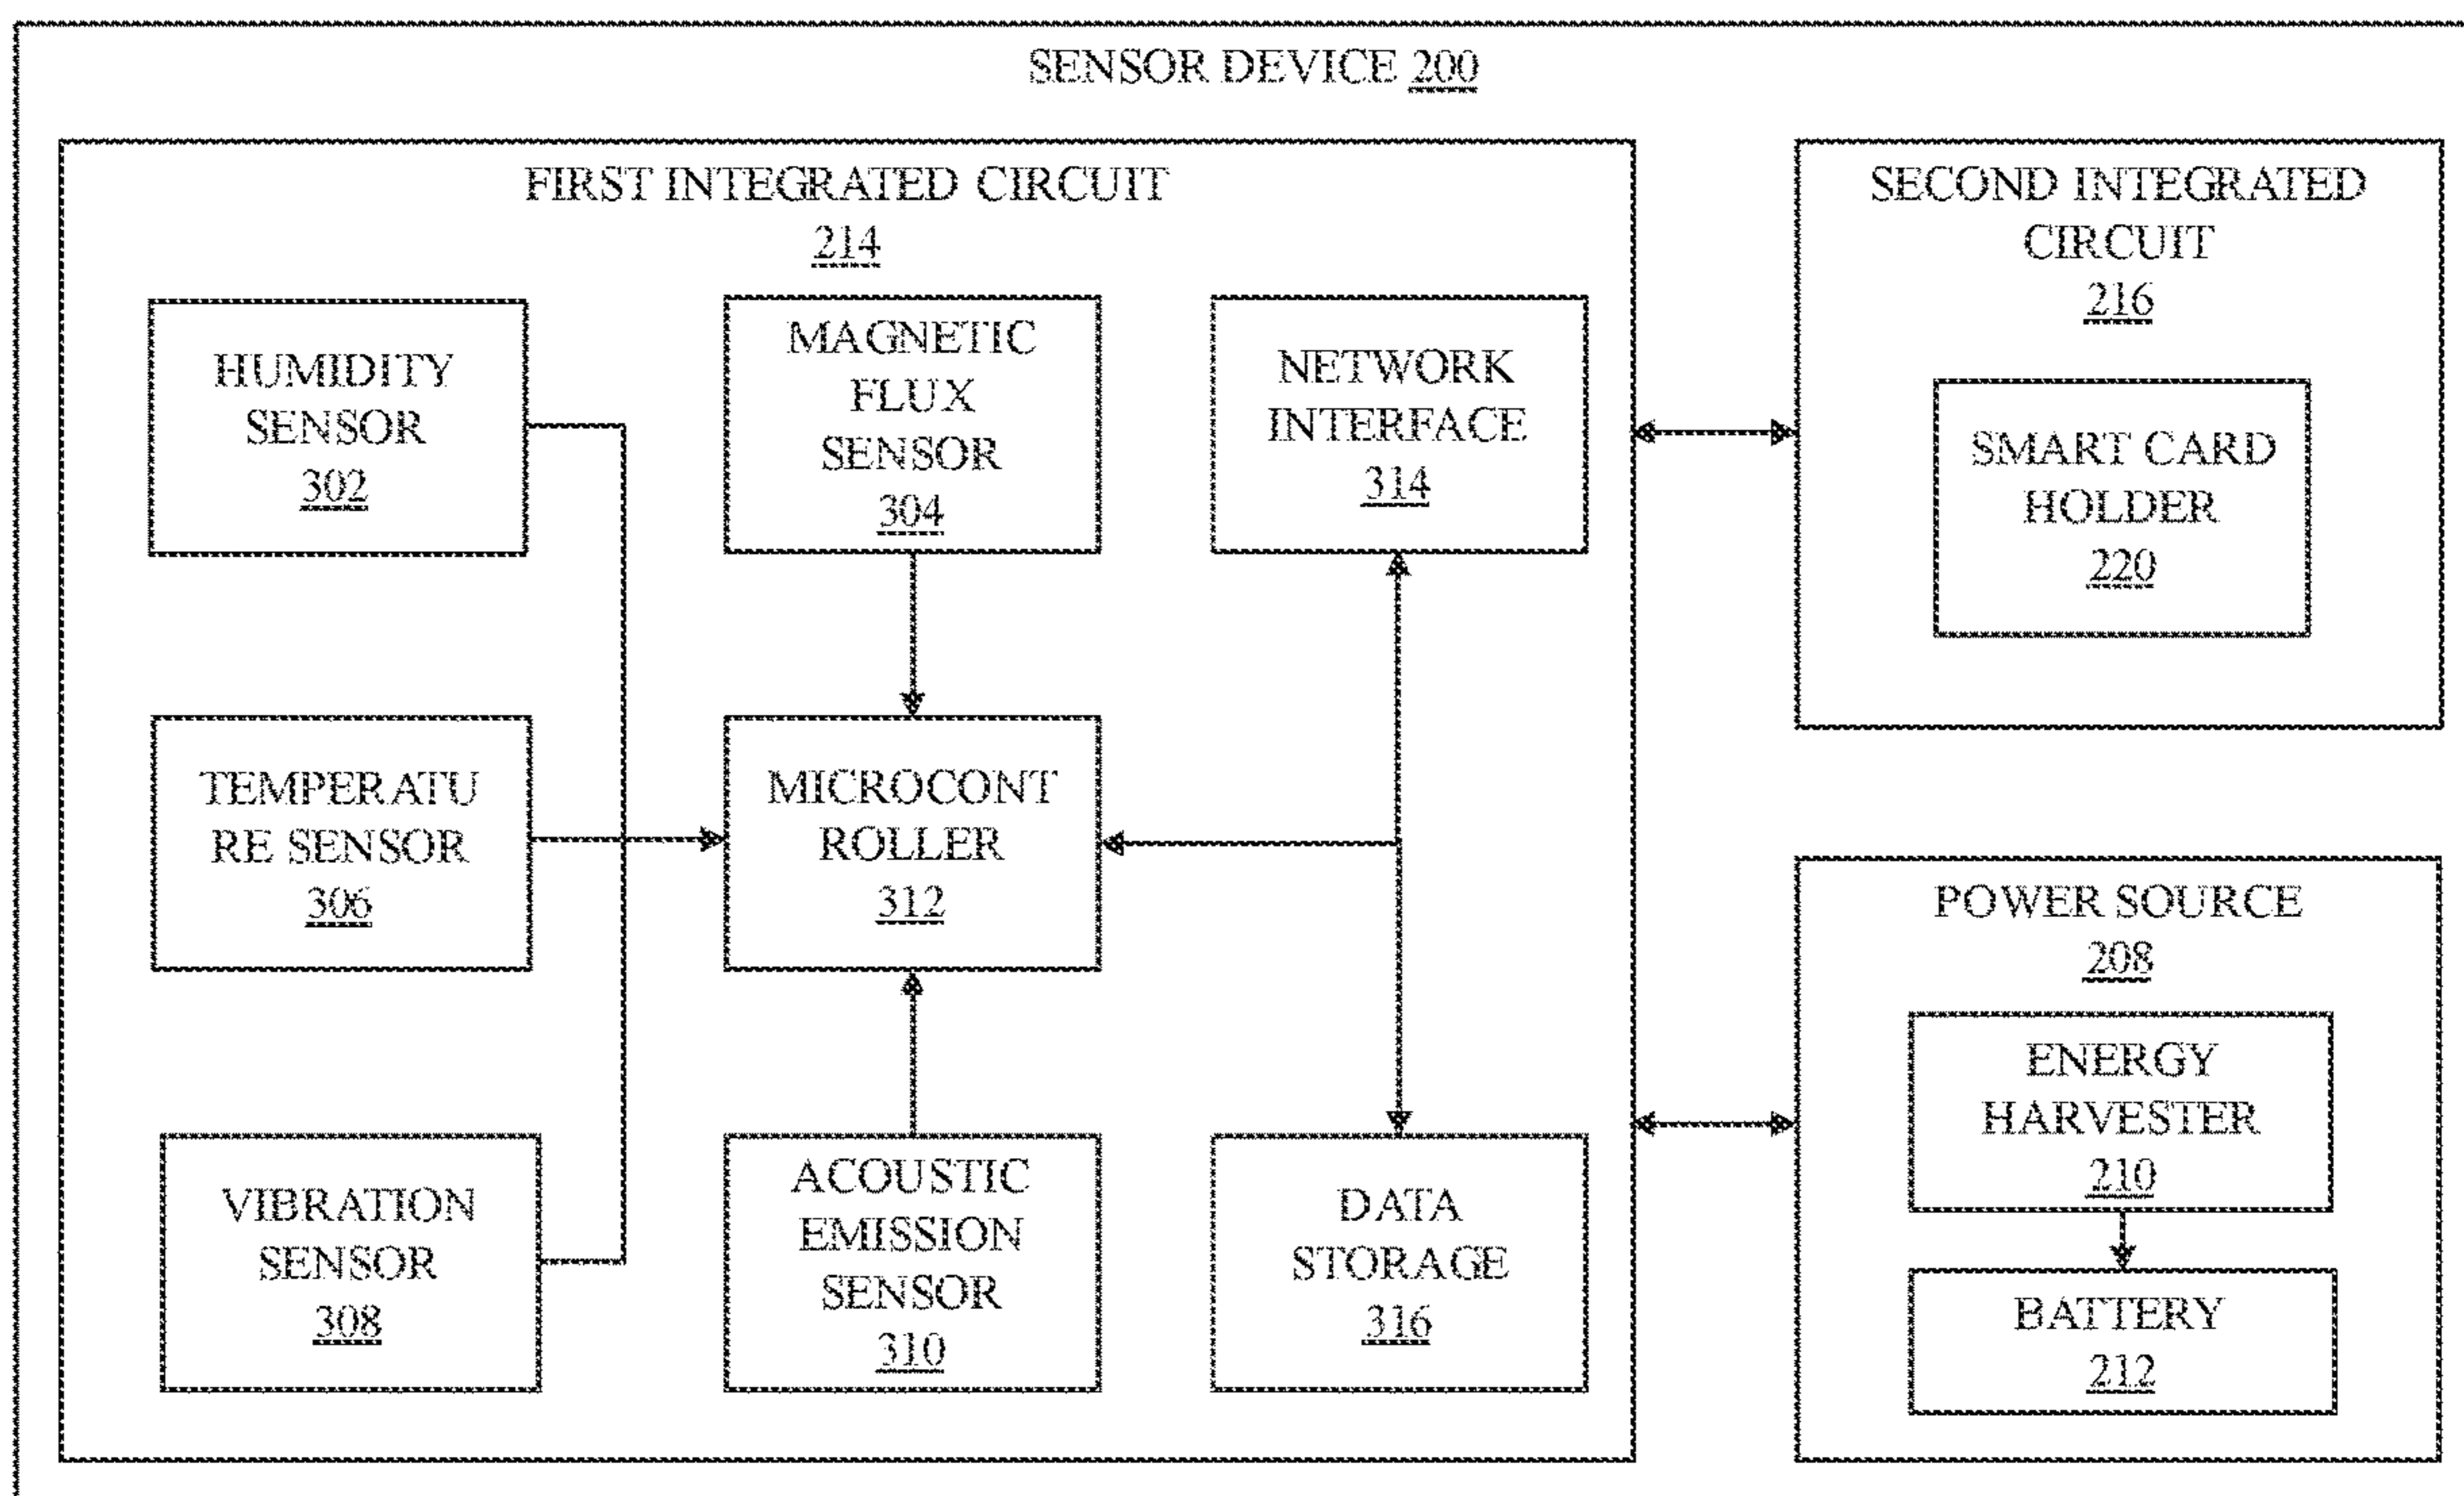 SENSOR DEVICE 200
FIRST INTEGRATED CIRCUIT
214
HUMIDITY
SENSOR
302
MAGNETIC
FLUX
SENSOR
304
NETWORK
INTERFACE
314
TEMPERATU
RE SENSOR
306
MICROCONT
ROLLER
312
VIBRATION
SENSOR
308
ACOUSTIC
EMISSION
SENSOR
310
DATA
STORAGE
316
SECOND INTEGRATED
CIRCUIT
216
SMART CARD
HOLDER
220
POWER SOURCE
208
ENERGY
HARVESTER
210
BATTERY
212